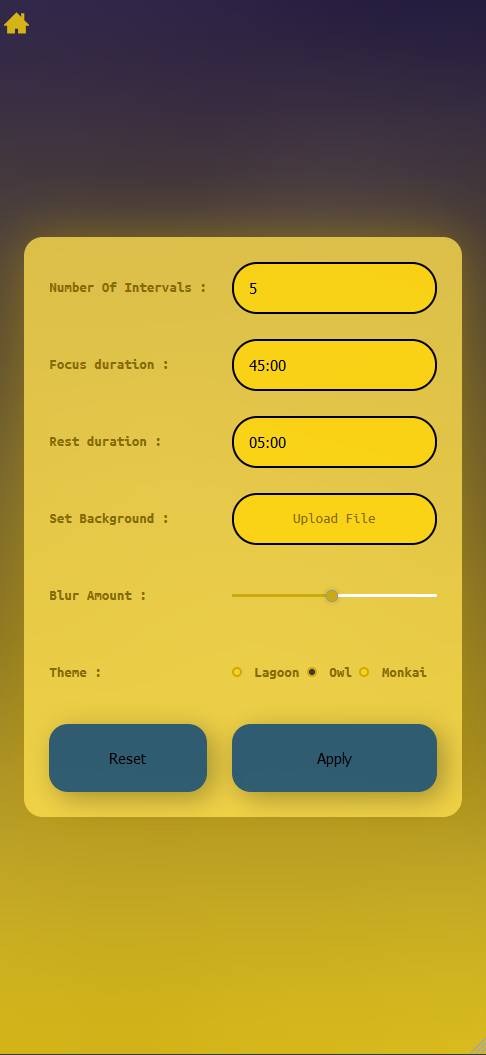 Number Of Intervals : 5
Focus duration : 45:00
Rest duration : 05:00
Set Background : Upload File
Blur Amount :
Theme : Lagoon Owl Monkai
Reset Apply